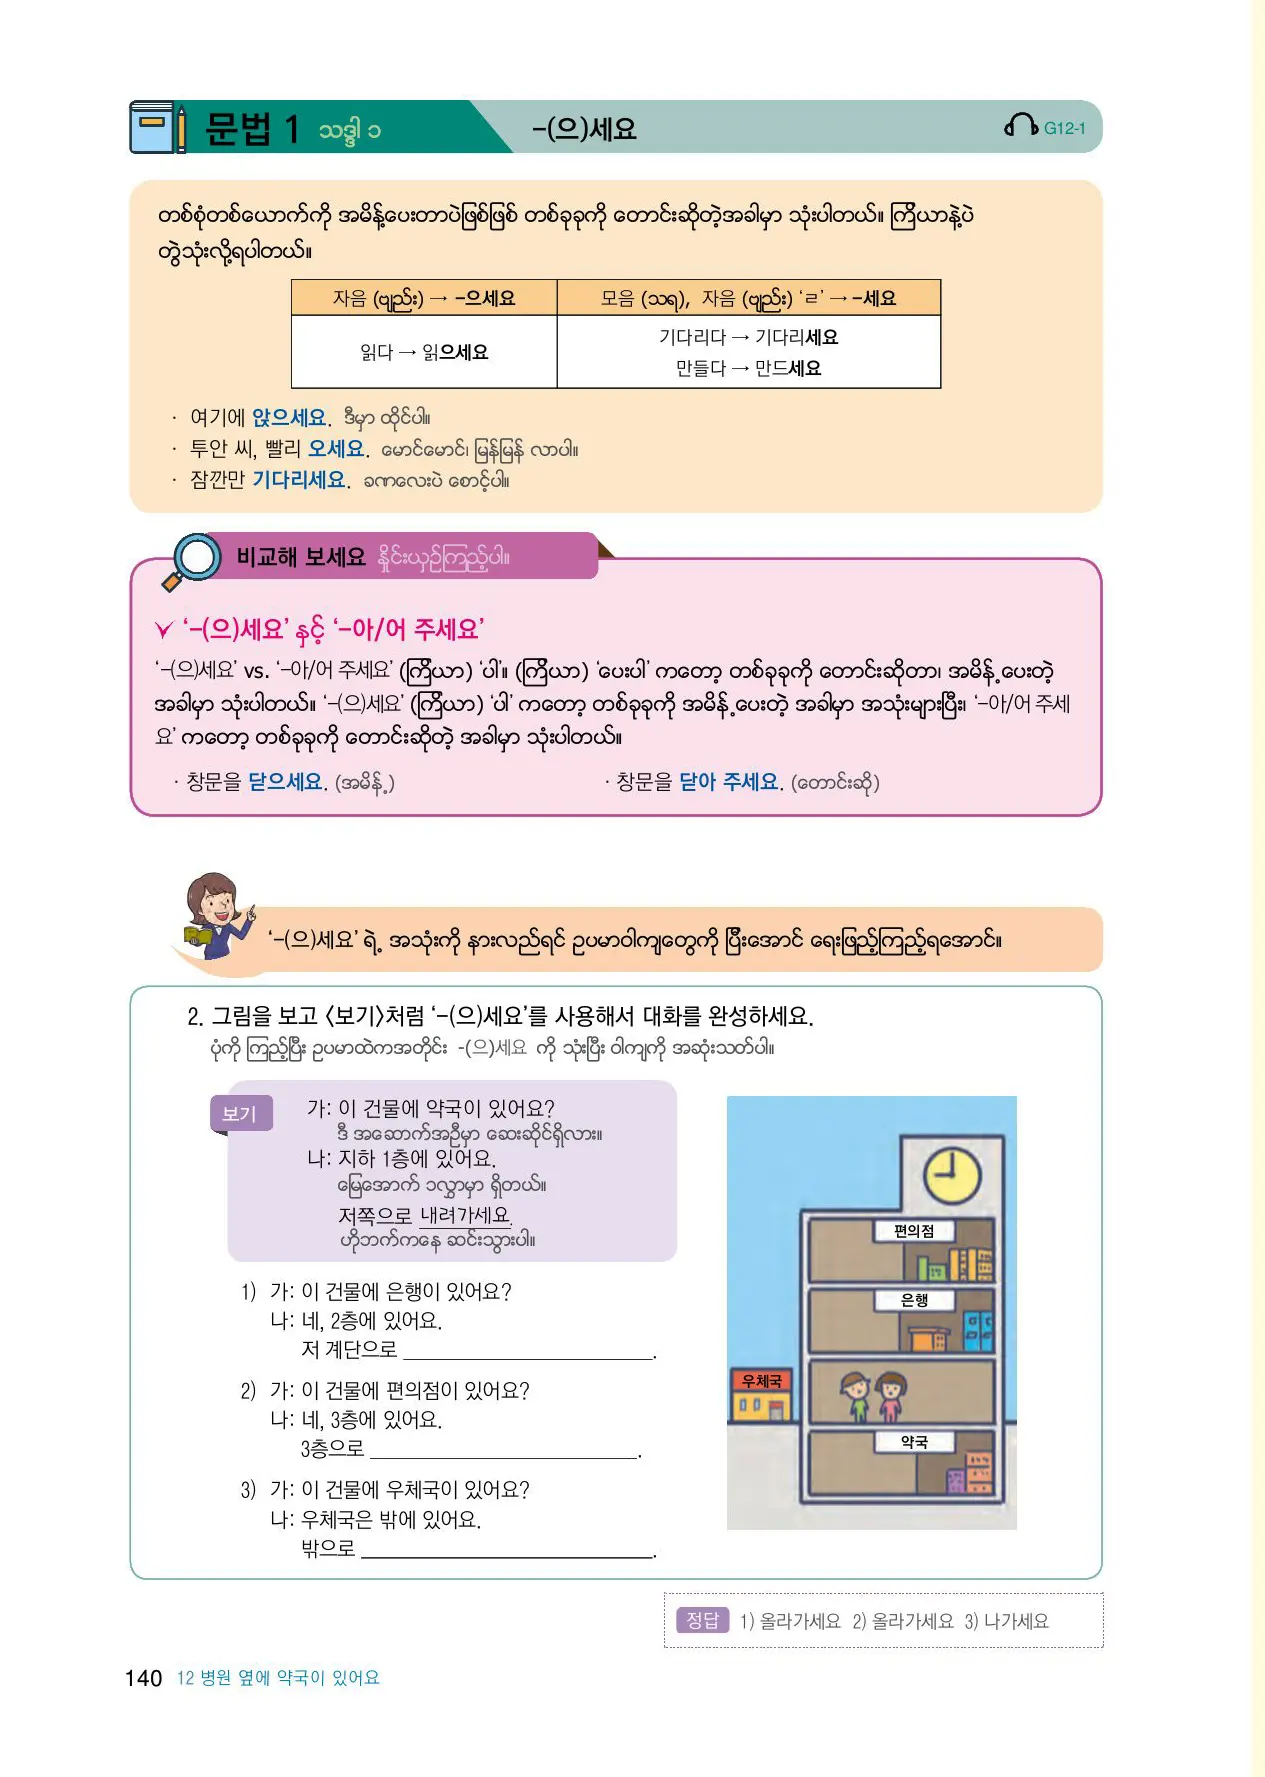 문법 1 သဒ္ဒါ ၁ -(으)세요 G12-1
တစ်စုံတစ်ယောက်ကို အမိန့်ပေးတာပဲဖြစ်ဖြစ် တစ်ခုခုကို တောင်းဆိုတဲ့အခါမှာ သုံးပါတယ်။ ကြိယာနဲ့ပဲ
တွဲသုံးလို့ရပါတယ်။
자음 (ဗျည်း) → -으세요 모음 (သရ), 자음 (ဗျည်း) ‘ㄹ’ → -세요
읽다 → 읽으세요
기다리다 → 기다리세요
만들다 → 만드세요
· 여기에 앉으세요. ဒီမှာ ထိုင်ပါ။
· 투안 씨, 빨리 오세요. မောင်မောင်၊ မြန်မြန် လာပါ။
· 잠깐만 기다리세요. ခဏလေးပဲ စောင့်ပါ။
비교해 보세요 နှိုင်းယှဉ်ကြည့်ပါ။
‘-(으)세요’ နှင့် ‘-아/어 주세요’
‘-(으)세요’ vs. ‘-아/어 주세요’ (ကြိယာ) ‘ပါ’။ (ကြိယာ) ‘ပေးပါ’ ကတော့ တစ်ခုခုကို တောင်းဆိုတာ၊ အမိန့်ပေးတဲ့
အခါမှာ သုံးပါတယ်။ ‘-(으)세요’ (ကြိယာ) ‘ပါ’ ကတော့ တစ်ခုခုကို အမိန့်ပေးတဲ့ အခါမှာ အသုံးများပြီး၊ ‘-아/어 주세
요’ ကတော့ တစ်ခုခုကို တောင်းဆိုတဲ့ အခါမှာ သုံးပါတယ်။
· 창문을 닫으세요. (အမိန့်) · 창문을 닫아 주세요. (တောင်းဆို)
‘-(으)세요’ ရဲ့ အသုံးကို နားလည်ရင် ဥပမာဝါကျတွေကို ပြီးအောင် ရေးဖြည့်ကြည့်ရအောင်။
2. 그림을 보고 〈보기〉처럼 ‘-(으)세요’를 사용해서 대화를 완성하세요.
ပုံကို ကြည့်ပြီး ဥပမာထဲကအတိုင်း -(으)세요 ကို သုံးပြီး ဝါကျကို အဆုံးသတ်ပါ။
보기 가: 이 건물에 약국이 있어요?
ဒီ အဆောက်အဦမှာ ဆေးဆိုင်ရှိလား။
나: 지하 1층에 있어요.
မြေအောက် ၁လွှာမှာ ရှိတယ်။
저쪽으로 내려가세요.
ဟိုဘက်ကနေ ဆင်းသွားပါ။
1) 가: 이 건물에 은행이 있어요?
나: 네, 2층에 있어요.
저 계단으로 ____________.
2) 가: 이 건물에 편의점이 있어요?
나: 네, 3층에 있어요.
3층으로 ____________.
3) 가: 이 건물에 우체국이 있어요?
나: 우체국은 밖에 있어요.
밖으로 ____________.
편의점
은행
우체국
약국
정답 1) 올라가세요 2) 올라가세요 3) 나가세요
140 12 병원 옆에 약국이 있어요